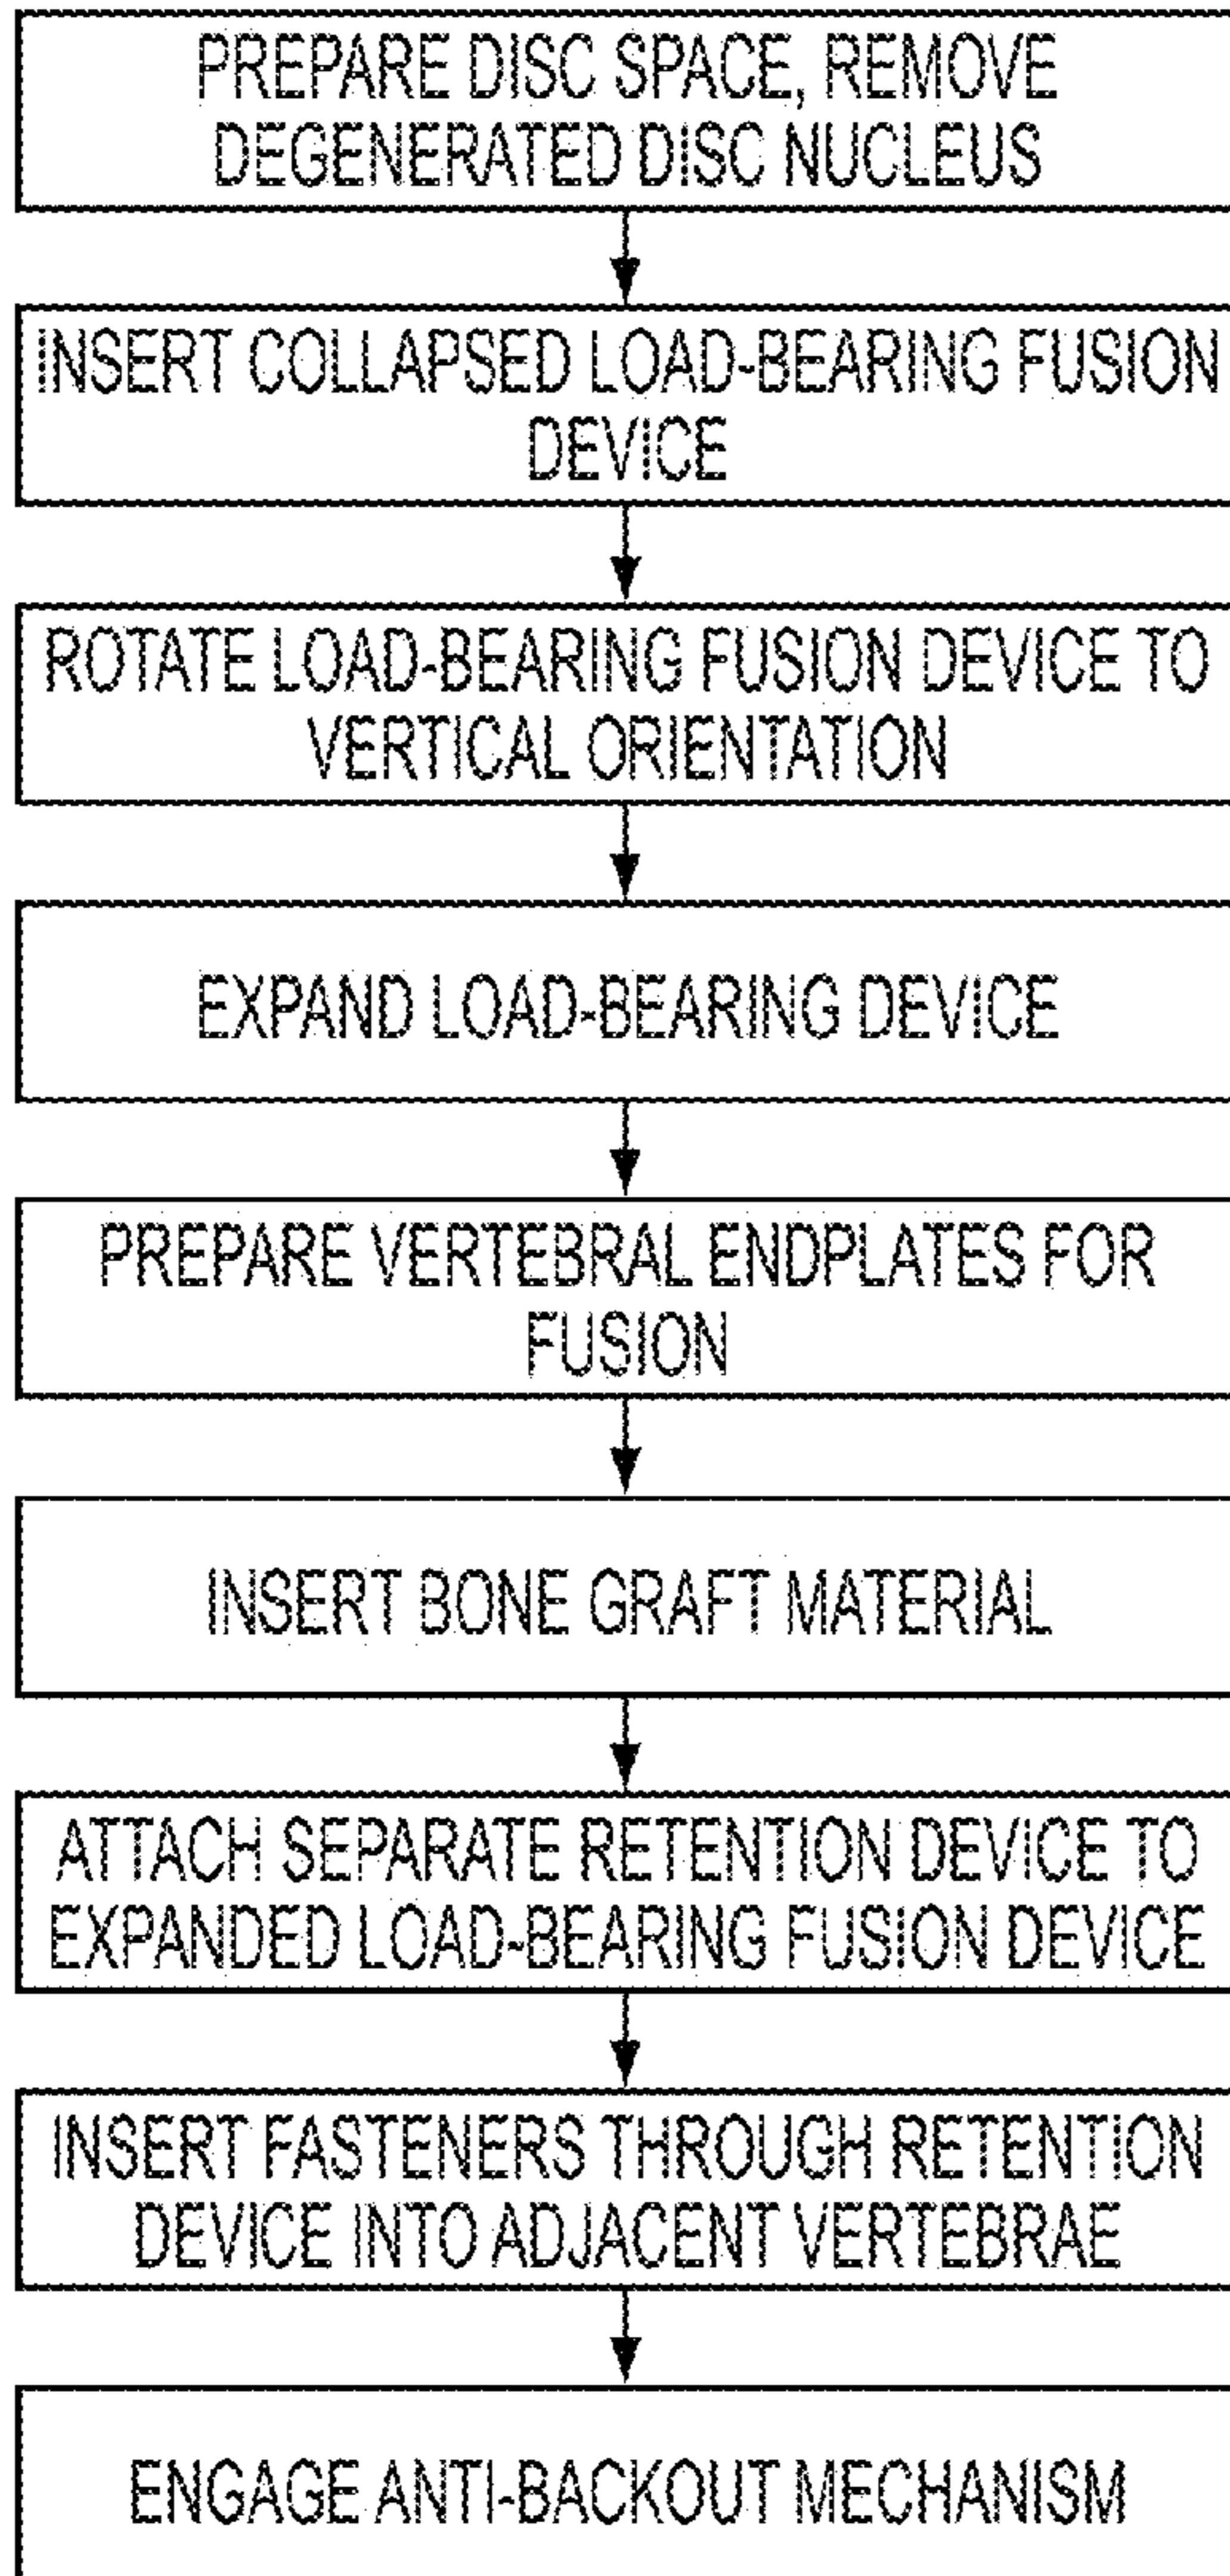 PREPARE DISC SPACE, REMOVE
DEGENERATED DISC NUCLEUS
INSERT COLLAPSED LOAD-BEARING FUSION
DEVICE
ROTATE LOAD-BEARING FUSION DEVICE TO
VERTICAL ORIENTATION
EXPAND LOAD-BEARING DEVICE
PREPARE VERTEBRAL ENDPLATES FOR
FUSION
INSERT BONE GRAFT MATERIAL
ATTACH SEPARATE RETENTION DEVICE TO
EXPANDED LOAD-BEARING FUSION DEVICE
INSERT FASTENERS THROUGH RETENTION
DEVICE INTO ADJACENT VERTEBRAE
ENGAGE ANTI-BACKOUT MECHANISM